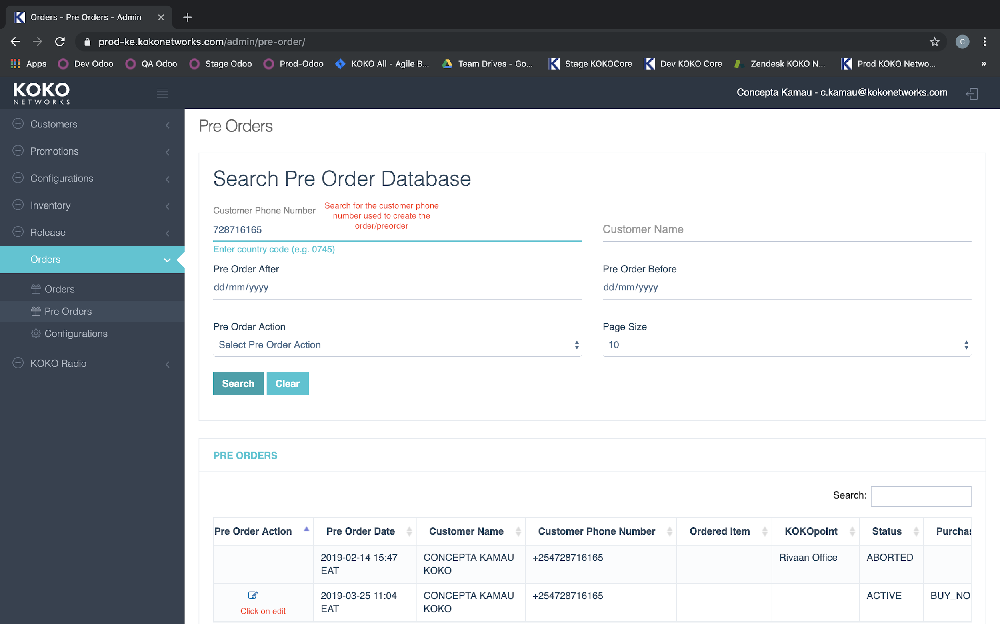 Orders - Pre Orders - Admin
prod-ke.kokonetworks.com/admin/pre-order/
C
Apps
Dev Odoo
QA Odoo
Stage Odoo
Prod-Odoo
KOKO All - Agile B...
Team Drives - Go...
Stage KOKOCore
Dev KOKO Core
Zendesk KOKO N...
Prod KOKO Netwo...
»
KOKO
NETWORKS
Concepta Kamau - c.kamau@kokonetworks.com
Customers
Promotions
Configurations
Inventory
Release
Orders
Orders
Pre Orders
Configurations
KOKO Radio
Pre Orders
Search Pre Order Database
Customer Phone Number
Search for the customer phone
number used to create the
order/preorder
728716165
Customer Name
Enter country code (e.g. 0745)
Pre Order After
Pre Order Before
dd/mm/yyyy
dd/mm/yyyy
Pre Order Action
Page Size
Select Pre Order Action
10
Search
Clear
PRE ORDERS
Search:
Pre Order Action Pre Order Date Customer Name Customer Phone Number Ordered Item KOKOpoint Status Purchas
2019-02-14 15:47 CONCEPTA KAMAU +254728716165 Rivaan Office ABORTED
EAT KOKO
2019-03-25 11:04 CONCEPTA KAMAU +254728716165 ACTIVE BUY_NO
EAT KOKO
Click on edit